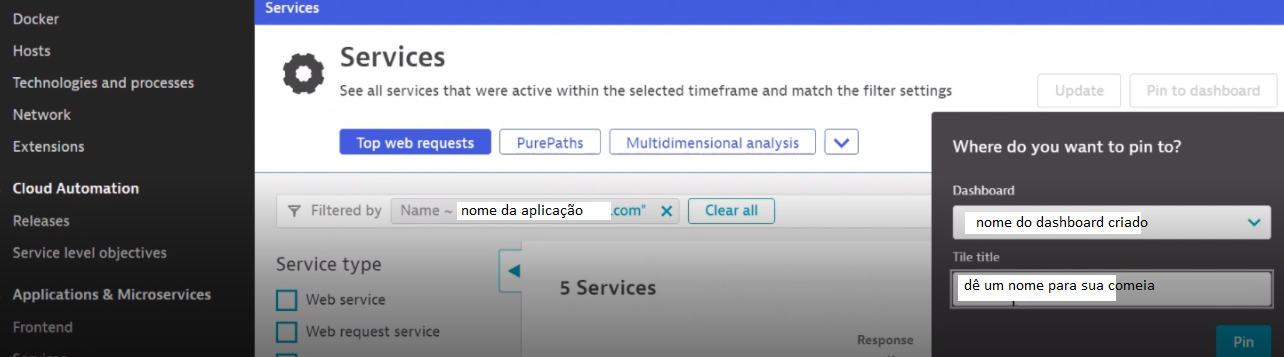 Docker
Hosts
Technologies and processes
Network
Extensions
Cloud Automation
Releases
Service level objectives
Applications & Microservices
Frontend
Services
Services
See all services that were active within the selected timeframe and match the filter settings
Update
Pin to dashboard
Top web requests
PurePaths
Multidimensional analysis
Filtered by
Name ~ nome da aplicação .com"
Clear all
Service type
Web service
Web request service
5 Services
Response
Where do you want to pin to?
Dashboard
nome do dashboard criado
Tile title
dê um nome para sua comeia
Pin